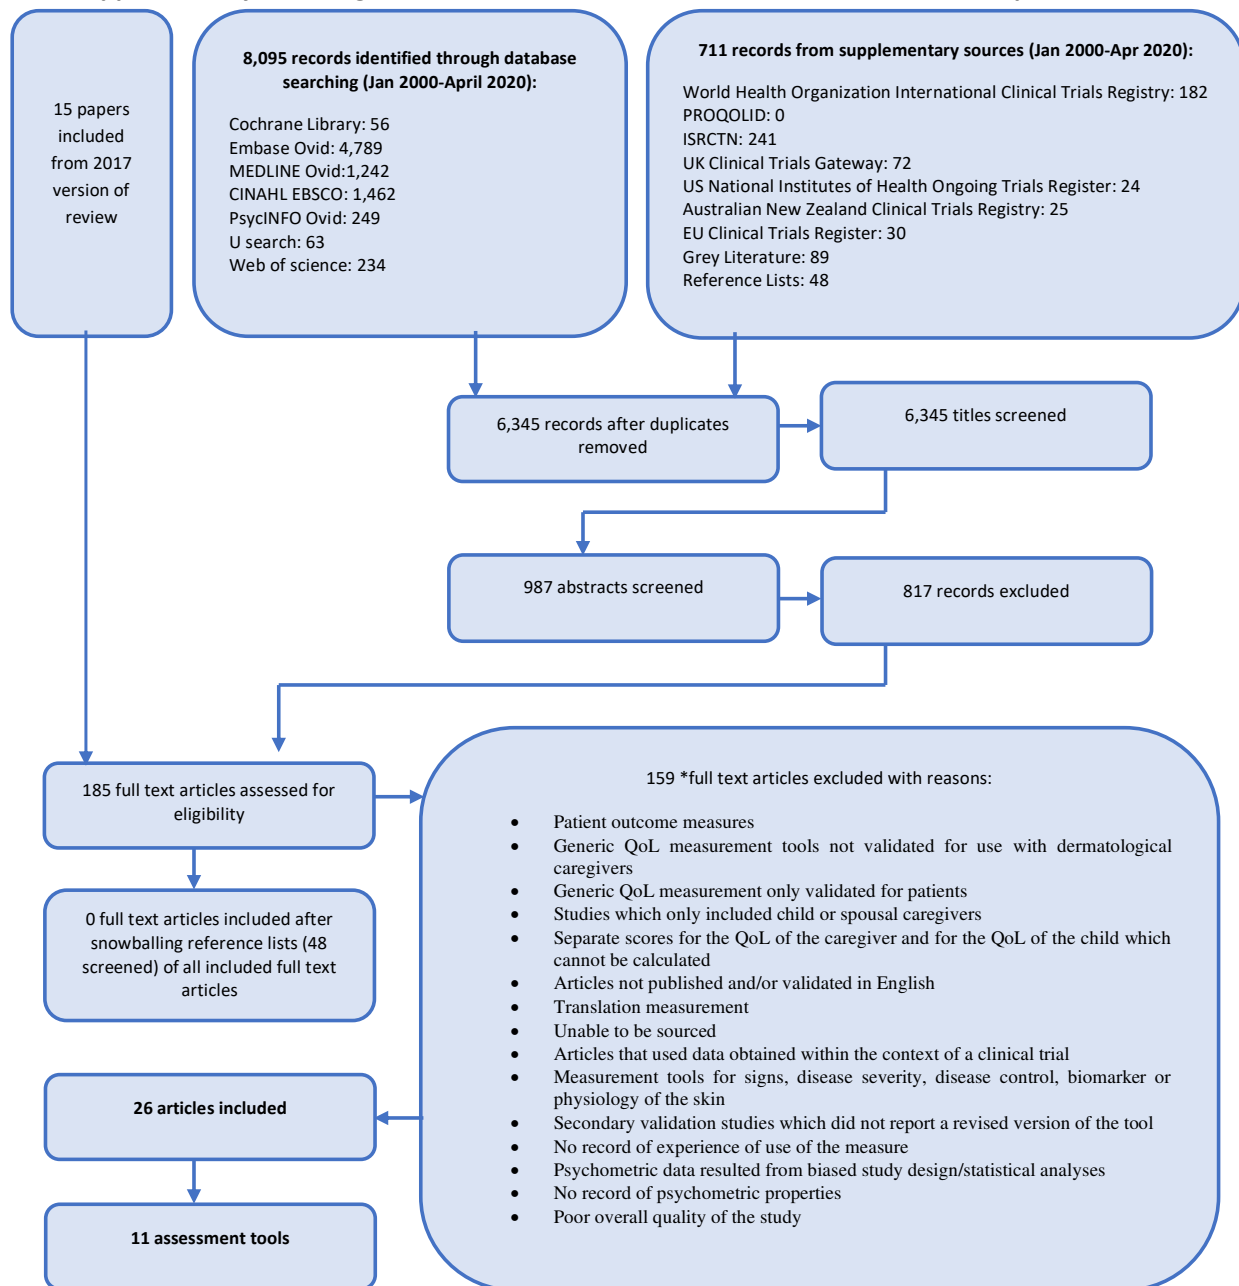 15 papers
included
from 2017
version of
review
8,095 records identified through database
searching (Jan 2000-April 2020):
Cochrane Library: 56
Embase Ovid: 4,789
MEDLINE Ovid:1,242
CINAHL EBSCO: 1,462
PsycINFO Ovid: 249
U search: 63
Web of science: 234
711 records from supplementary sources (Jan 2000-Apr 2020):
World Health Organization International Clinical Trials Registry: 182
PROQOLID: 0
ISRCTN: 241
UK Clinical Trials Gateway: 72
US National Institutes of Health Ongoing Trials Register: 24
Australian New Zealand Clinical Trials Registry: 25
EU Clinical Trials Register: 30
Grey Literature: 89
Reference Lists: 48
6,345 records after duplicates
removed
6,345 titles screened
987 abstracts screened
817 records excluded
185 full text articles assessed for
eligibility
0 full text articles included after
snowballing reference lists (48
screened) of all included full text
articles
159 *full text articles excluded with reasons:
• Patient outcome measures
• Generic QoL measurement tools not validated for use with dermatological
caregivers
• Generic QoL measurement only validated for patients
• Studies which only included child or spousal caregivers
• Separate scores for the QoL of the caregiver and for the QoL of the child which
cannot be calculated
• Articles not published and/or validated in English
• Translation measurement
• Unable to be sourced
• Articles that used data obtained within the context of a clinical trial
• Measurement tools for signs, disease severity, disease control, biomarker or
physiology of the skin
• Secondary validation studies which did not report a revised version of the tool
• No record of experience of use of the measure
• Psychometric data resulted from biased study design/statistical analyses
• No record of psychometric properties
• Poor overall quality of the study
26 articles included
11 assessment tools